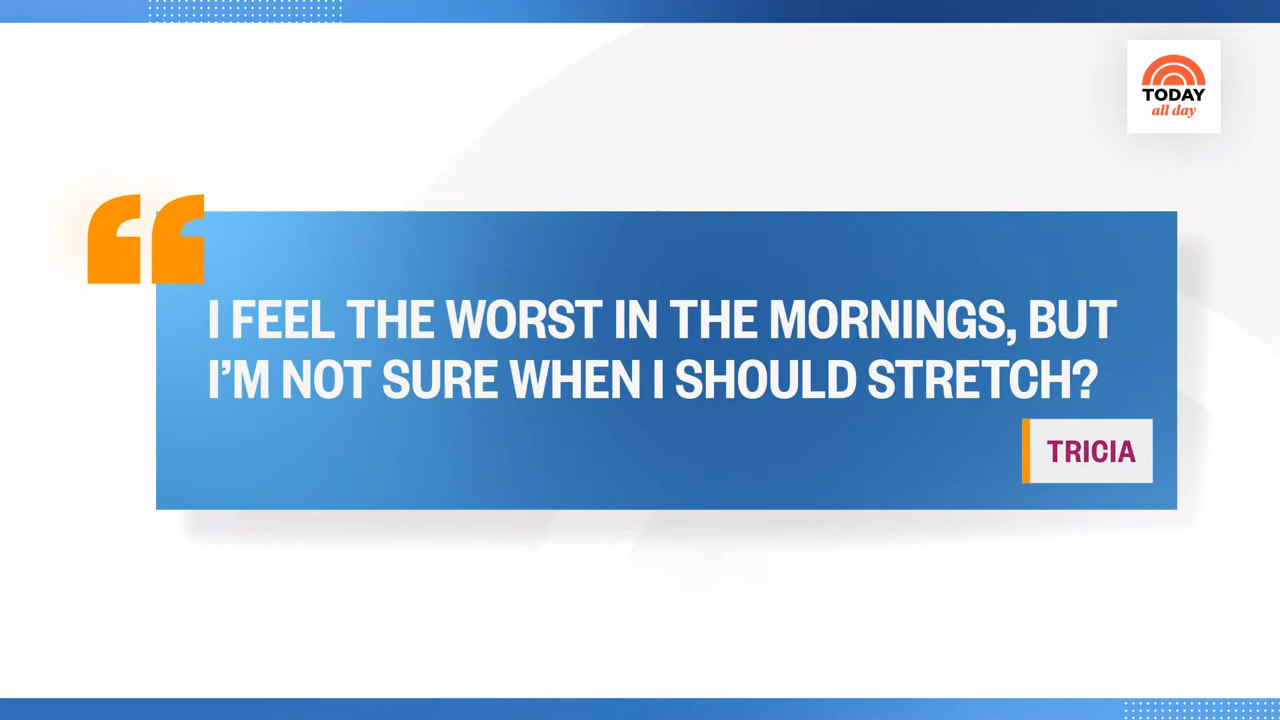 TODAY
all day
“
I FEEL THE WORST IN THE MORNINGS, BUT
I’M NOT SURE WHEN I SHOULD STRETCH?
TRICIA